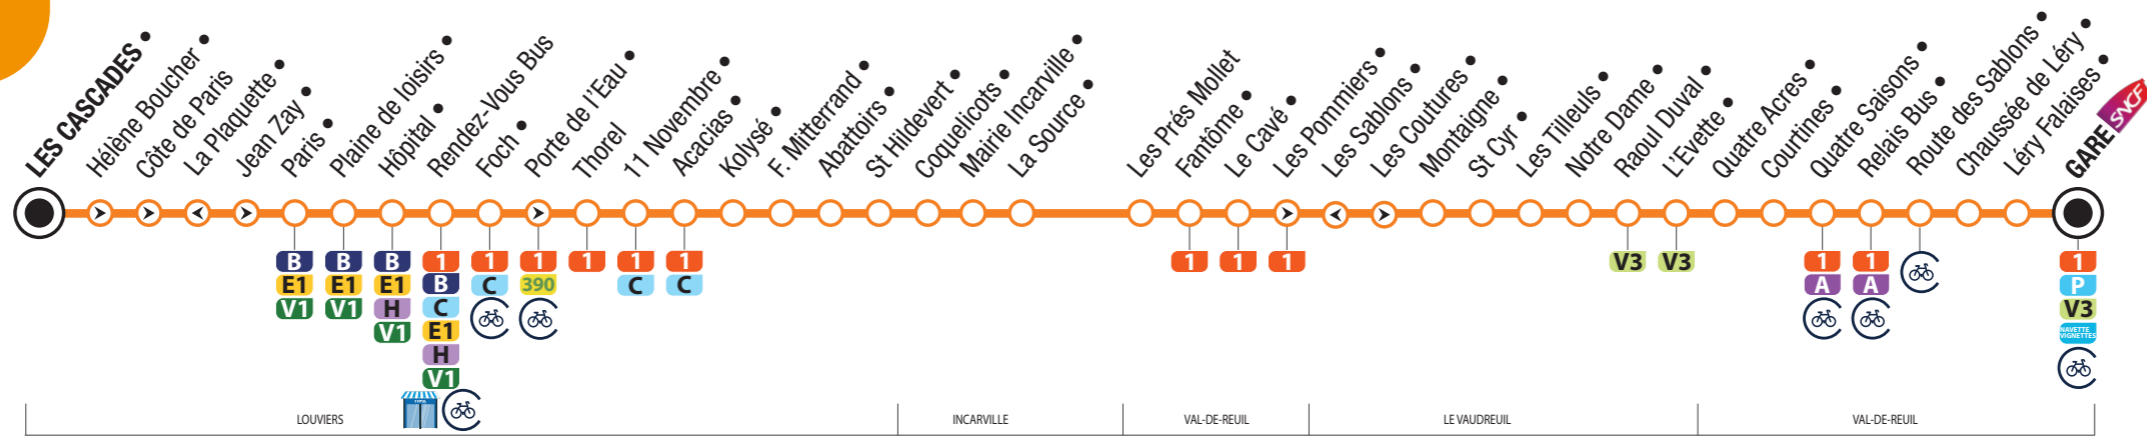 LES CASCADES •
Hélène Boucher •
Côte de Paris
La Plaquette •
Jean Zay •
Paris •
Plaine de loisirs •
Hôpital •
Rendez-Vous Bus
Foch •
Porte de l'Eau •
Thorel
11 Novembre •
Acacias •
Kolysé •
F. Mitterrand •
Abattoirs •
St Hildevert •
Coquelicots •
Mairie Incarville •
La Source •
Les Prés Mollet
Fantôme •
Le Cavé •
Les Pommiers •
Les Sablons •
Les Coutures •
Montaigne •
St Cyr •
Les Tilleuls •
Notre Dame •
Raoul Duval •
L'Evette •
Quatre Acres •
Courtines •
Quatre Saisons •
Relais Bus •
Route des Sablons •
Chaussée de Léry •
Léry Falaises •
GARE SNCF
B
E1
V1
B
E1
V1
B
E1
H
V1
1
B
C
E1
H
V1
1
C
1
390
1
1
C
1
C
1
1
1
V3
V3
1
A
1
A
1
P
V3
NAVETTE
VIGNETTES
LOUVIERS
INCARVILLE
VAL-DE-REUIL
LE VAUDREUIL
VAL-DE-REUIL